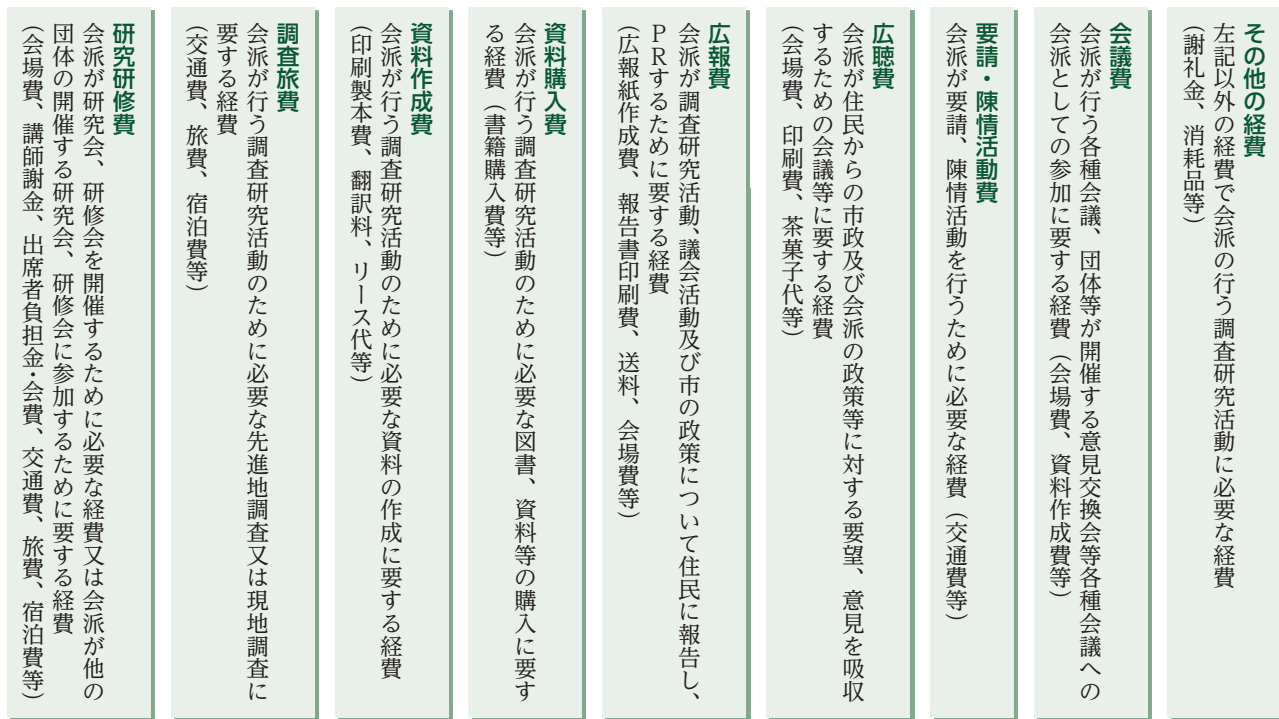 その他の経費
左記以外の経費で会派の行う調査研究活動に必要な経費
（謝礼金、消耗品等）
会議費
会派が行う各種会議、団体等が開催する意見交換会等各種会議への
会派としての参加に要する経費（会場費、資料作成費等）
要請・陳情活動費
会派が要請、陳情活動を行うために必要な経費（交通費等）
広聴費
会派が住民からの市政及び会派の政策等に対する要望、意見を吸収
するための会議等に要する経費
（会場費、印刷費、茶菓子代等）
広報費
会派が調査研究活動、議会活動及び市の政策について住民に報告し、
ＰＲするために要する経費
（広報紙作成費、報告書印刷費、送料、会場費等）
資料購入費
会派が行う調査研究活動のために必要な図書、資料等の購入に要す
る経費（書籍購入費等）
資料作成費
会派が行う調査研究活動のために必要な資料の作成に要する経費
（印刷製本費、翻訳料、リース代等）
調査旅費
会派が行う調査研究活動のために必要な先進地調査又は現地調査に
要する経費
（交通費、旅費、宿泊費等）
研究研修費
会派が研究会、研修会を開催するために必要な経費又は会派が他の
団体の開催する研究会、研修会に参加するために要する経費
（会場費、講師謝金、出席者負担金・会費、交通費、旅費、宿泊費等）